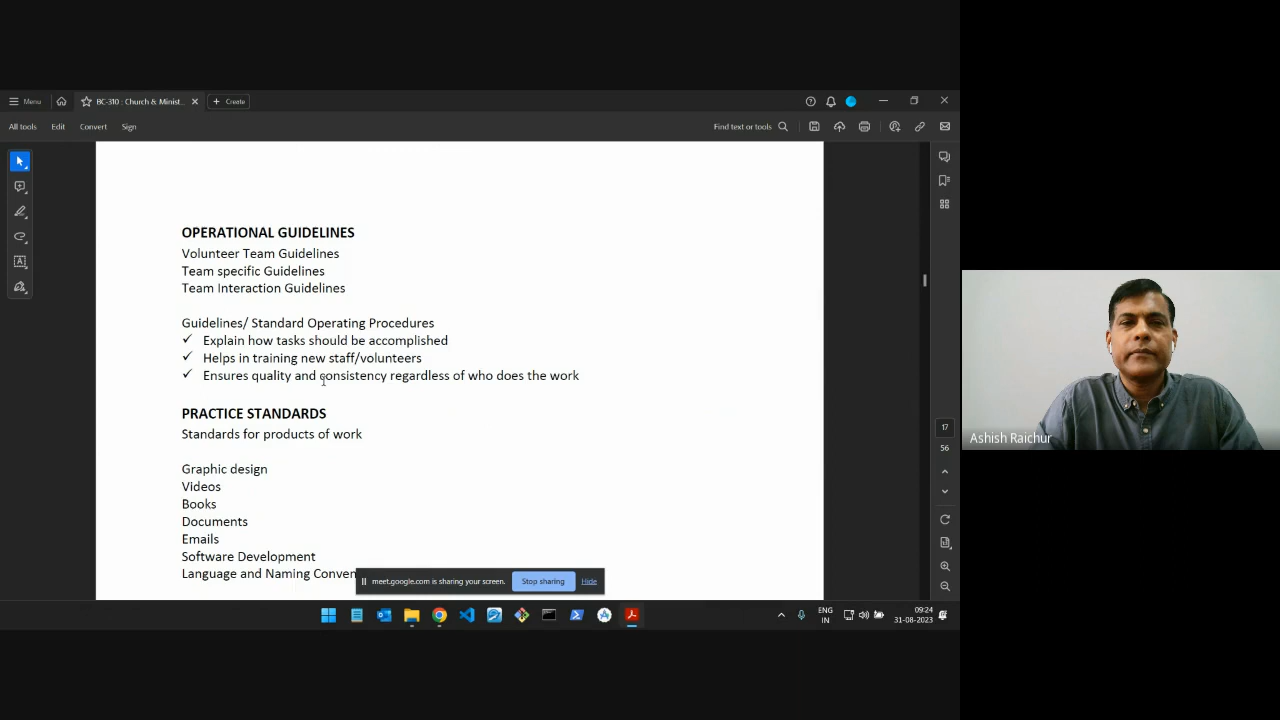 Menu
BC-310 : Church & Minist...
Create
All tools
Edit
Convert
Sign
Find text or tools
OPERATIONAL GUIDELINES
Volunteer Team Guidelines
Team specific Guidelines
Team Interaction Guidelines
Guidelines/ Standard Operating Procedures
✓ Explain how tasks should be accomplished
✓ Helps in training new staff/volunteers
✓ Ensures quality and consistency regardless of who does the work
PRACTICE STANDARDS
Standards for products of work
Graphic design
Videos
Books
Documents
Emails
Software Development
Language and Naming Conven
17
56
meet.google.com is sharing your screen.
Stop sharing
Hide
ENG
IN
09:24
31-08-2023
Ashish Raichur